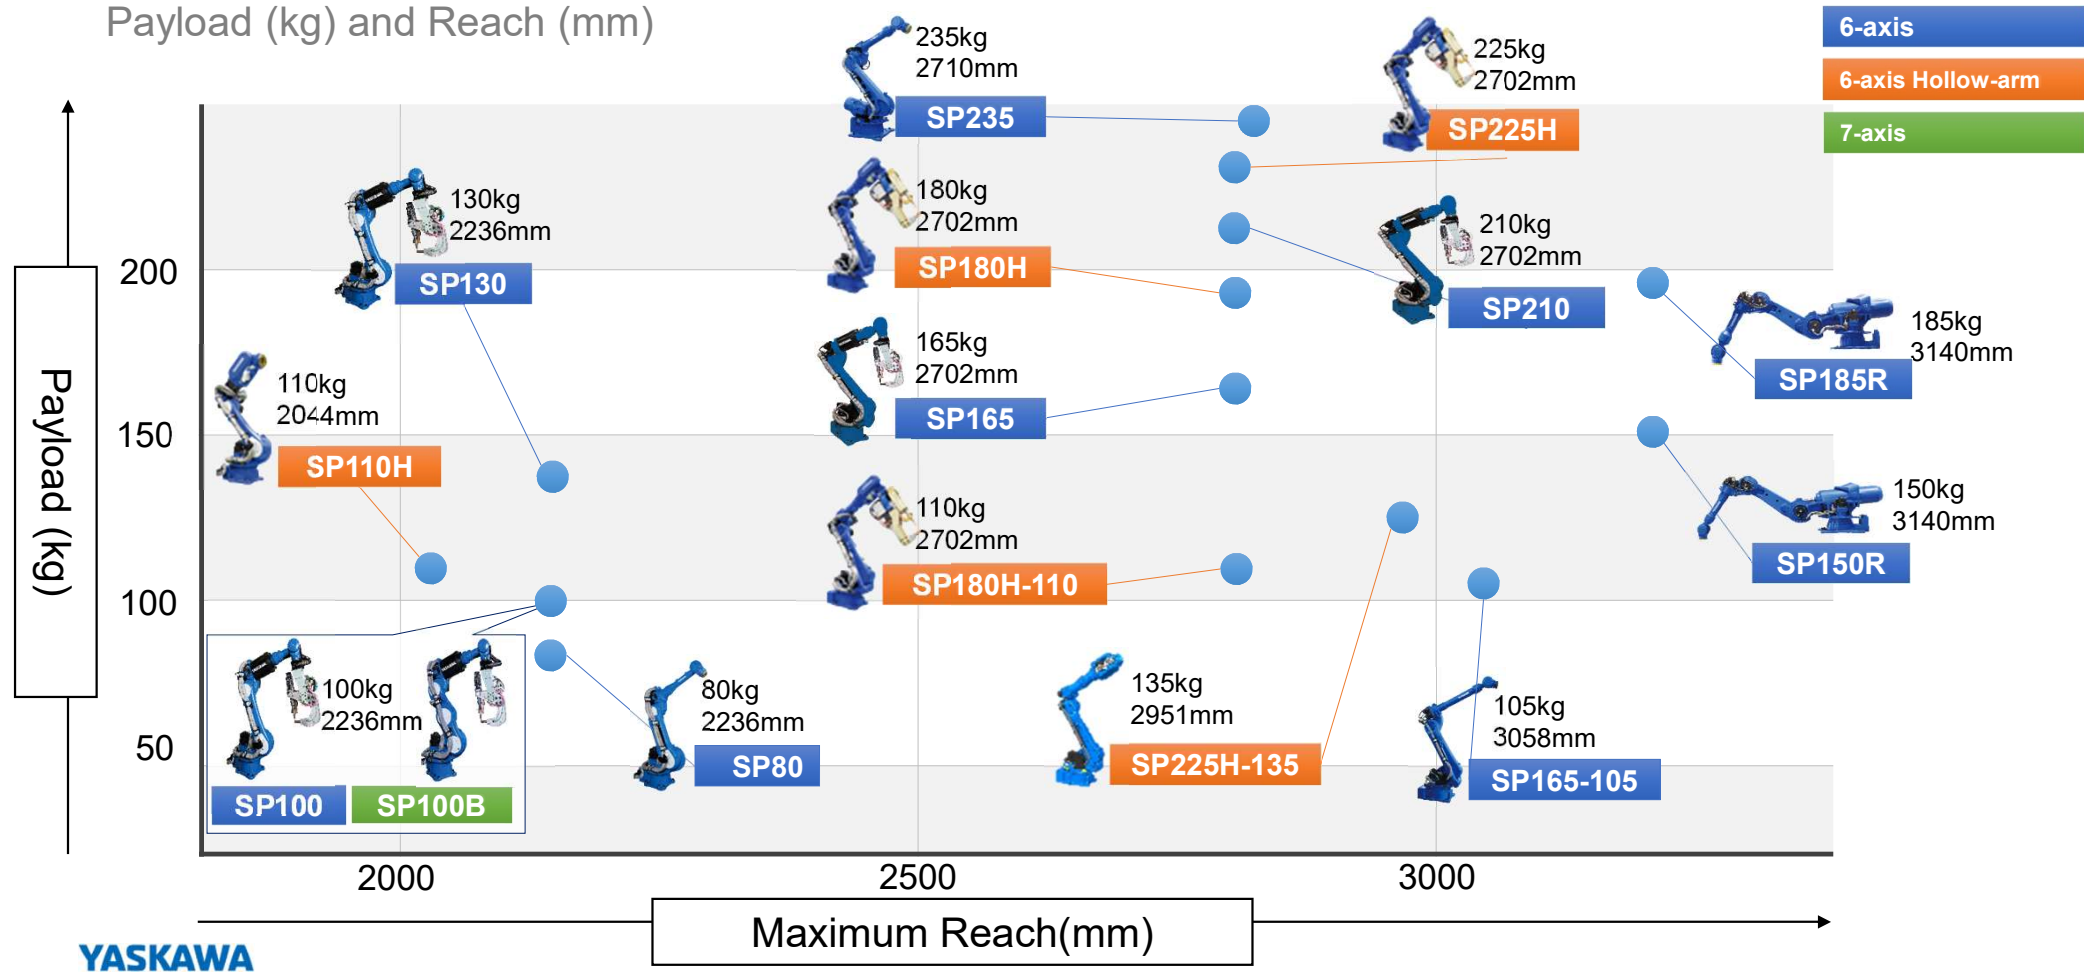 Payload (kg) and Reach (mm)
6-axis
6-axis Hollow-arm
7-axis
235kg
2710mm
SP235
225kg
2702mm
SP225H
130kg
2236mm
SP130
180kg
2702mm
SP180H
210kg
2702mm
SP210
185kg
3140mm
SP185R
110kg
2044mm
SP110H
165kg
2702mm
SP165
110kg
2702mm
SP180H-110
150kg
3140mm
SP150R
100kg
2236mm
SP100
SP100B
80kg
2236mm
SP80
135kg
2951mm
SP225H-135
105kg
3058mm
SP165-105
Payload (kg)
200
150
100
50
2000
2500
3000
Maximum Reach(mm)
YASKAWA